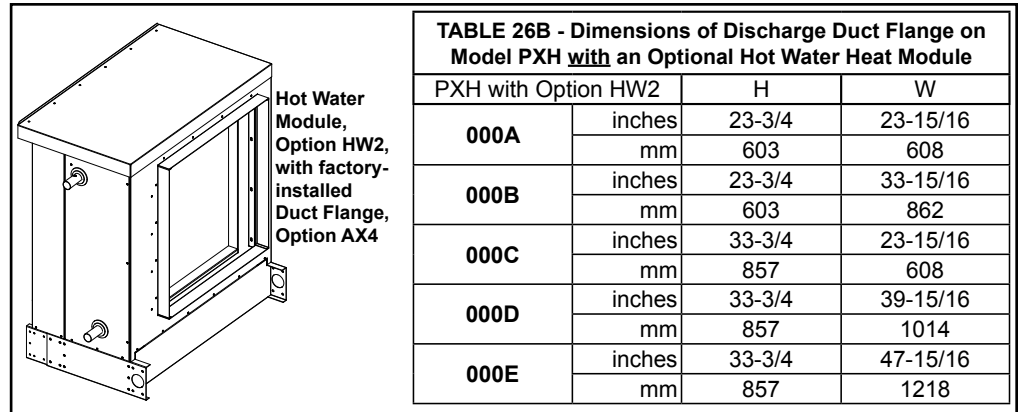 Hot Water
Module,
Option HW2,
with factory-
installed
Duct Flange,
Option AX4
TABLE 26B - Dimensions of Discharge Duct Flange on
Model PXH with an Optional Hot Water Heat Module
PXH with Option HW2 H W
000A inches 23-3/4 23-15/16
mm 603 608
000B inches 23-3/4 33-15/16
mm 603 862
000C inches 33-3/4 23-15/16
mm 857 608
000D inches 33-3/4 39-15/16
mm 857 1014
000E inches 33-3/4 47-15/16
mm 857 1218